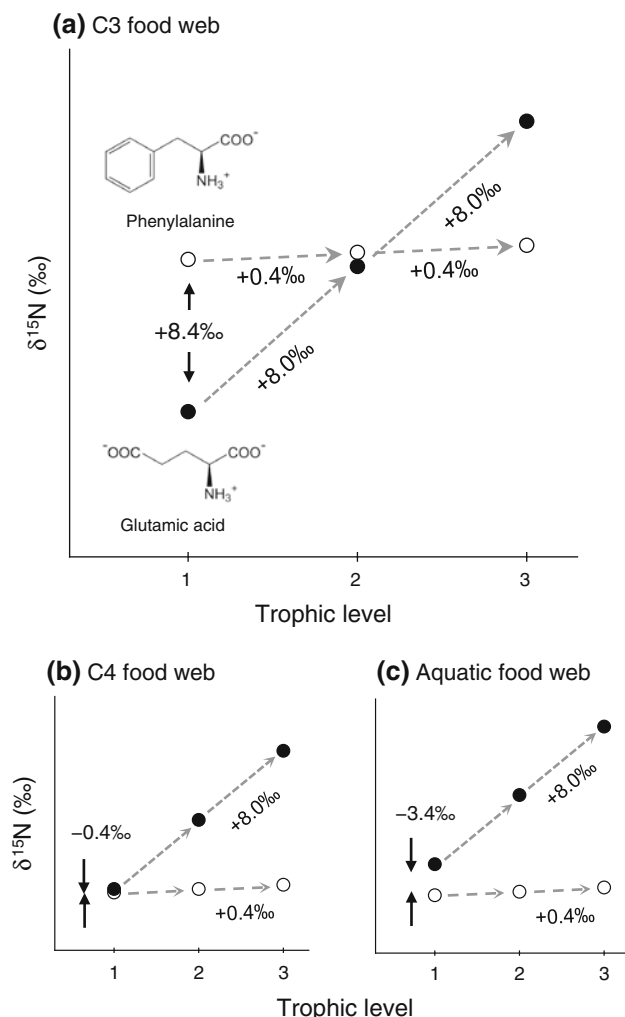 (a) C3 food web
COO⁻
NH₃⁺
Phenylalanine
+8.0‰
+0.4‰
+0.4‰
+8.4‰
+8.0‰
δ¹⁵N (‰)
⁻OOC
COO⁻
NH₃⁺
Glutamic acid
1 2 3
Trophic level
(b) C4 food web
−0.4‰
+8.0‰
+0.4‰
δ¹⁵N (‰)
1 2 3
(c) Aquatic food web
−3.4‰
+8.0‰
+0.4‰
1 2 3
Trophic level